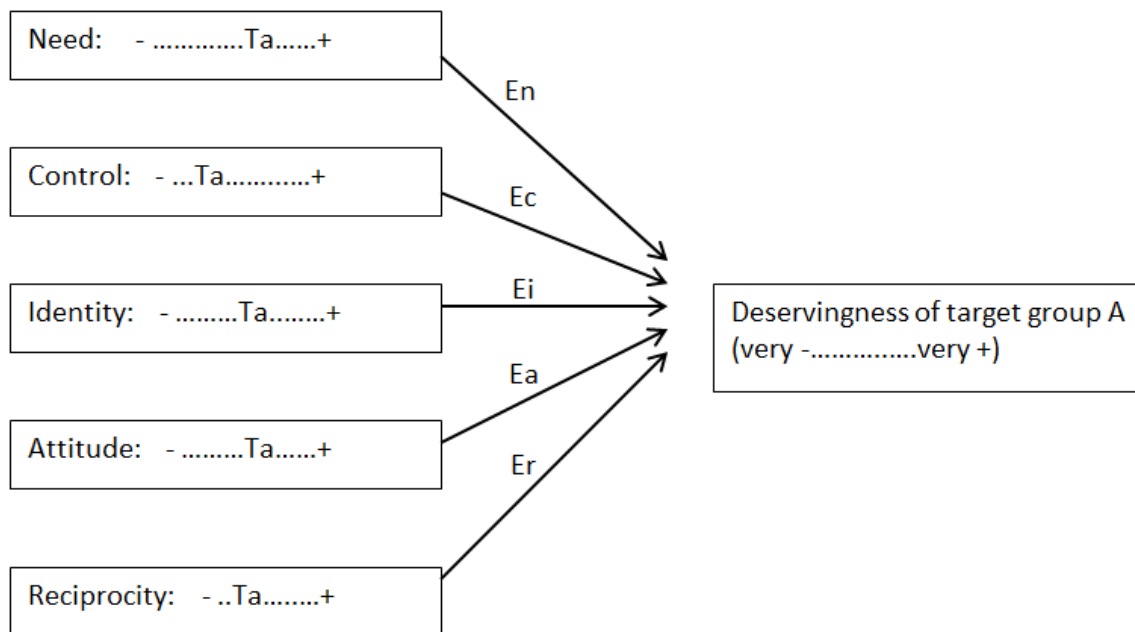 Need: - .............Ta......+
En
Control: - ...Ta............+
Ec
Identity: - .........Ta........+
Ei
Deservingness of target group A
(very -..............very +)
Attitude: - .........Ta......+
Ea
Er
Reciprocity: - ..Ta........+